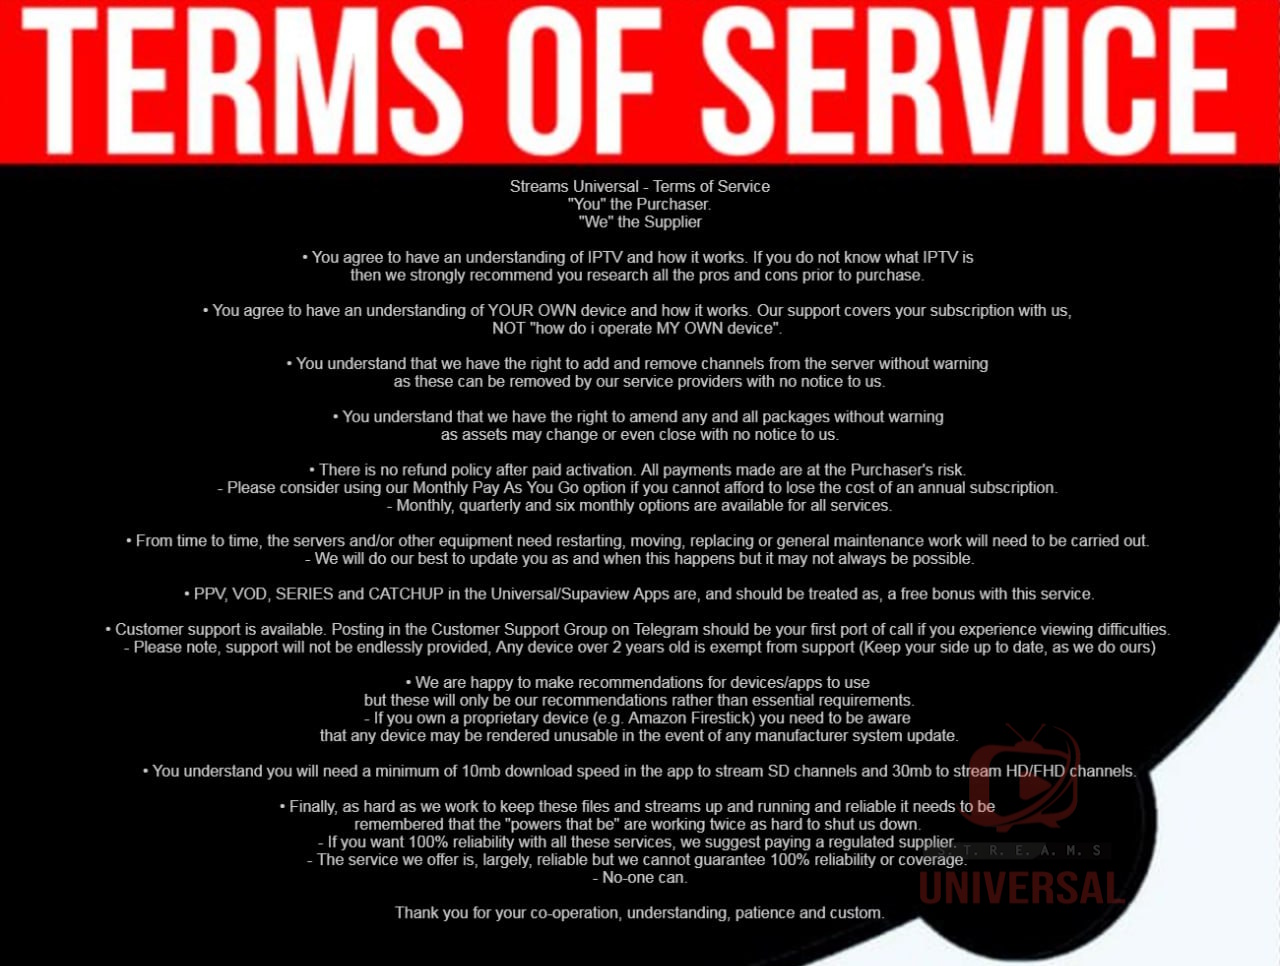 TERMS OF SERVICE
Streams Universal - Terms of Service
"You" the Purchaser.
"We" the Supplier
• You agree to have an understanding of IPTV and how it works. If you do not know what IPTV is
then we strongly recommend you research all the pros and cons prior to purchase.
• You agree to have an understanding of YOUR OWN device and how it works. Our support covers your subscription with us,
NOT "how do i operate MY OWN device".
• You understand that we have the right to add and remove channels from the server without warning
as these can be removed by our service providers with no notice to us.
• You understand that we have the right to amend any and all packages without warning
as assets may change or even close with no notice to us.
• There is no refund policy after paid activation. All payments made are at the Purchaser's risk.
- Please consider using our Monthly Pay As You Go option if you cannot afford to lose the cost of an annual subscription.
- Monthly, quarterly and six monthly options are available for all services.
• From time to time, the servers and/or other equipment need restarting, moving, replacing or general maintenance work will need to be carried out.
- We will do our best to update you as and when this happens but it may not always be possible.
• PPV, VOD, SERIES and CATCHUP in the Universal/Supaview Apps are, and should be treated as, a free bonus with this service.
• Customer support is available. Posting in the Customer Support Group on Telegram should be your first port of call if you experience viewing difficulties.
- Please note, support will not be endlessly provided, Any device over 2 years old is exempt from support (Keep your side up to date, as we do ours)
• We are happy to make recommendations for devices/apps to use
but these will only be our recommendations rather than essential requirements.
- If you own a proprietary device (e.g. Amazon Firestick) you need to be aware
that any device may be rendered unusable in the event of any manufacturer system update.
• You understand you will need a minimum of 10mb download speed in the app to stream SD channels and 30mb to stream HD/FHD channels.
• Finally, as hard as we work to keep these files and streams up and running and reliable it needs to be
remembered that the "powers that be" are working twice as hard to shut us down.
- If you want 100% reliability with all these services, we suggest paying a regulated supplier.
- The service we offer is, largely, reliable but we cannot guarantee 100% reliability or coverage.
- No-one can.
Thank you for your co-operation, understanding, patience and custom.
S. T. R. E. A. M. S
UNIVERSAL